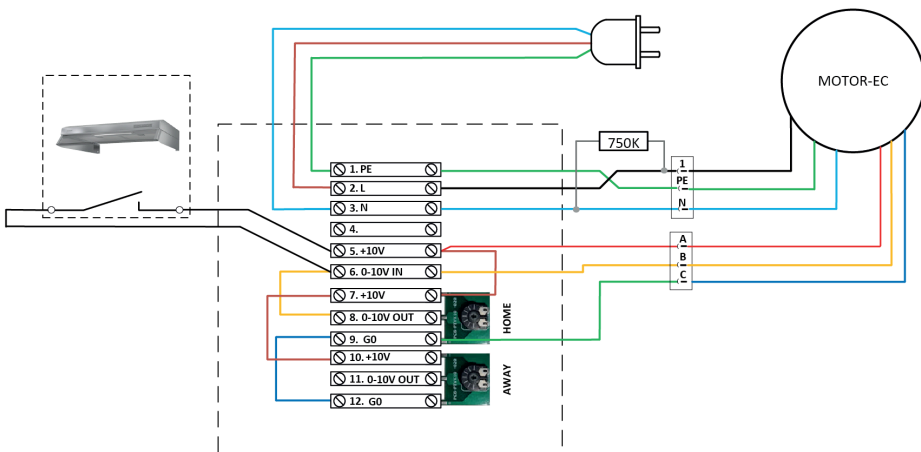 MOTOR-EC
750K
1
PE
N
1. PE
2. L
3. N
4.
5. +10V
6. 0-10V IN
A
B
C
7. +10V
8. 0-10V OUT
9. G0
HOME
10. +10V
11. 0-10V OUT
12. G0
AWAY